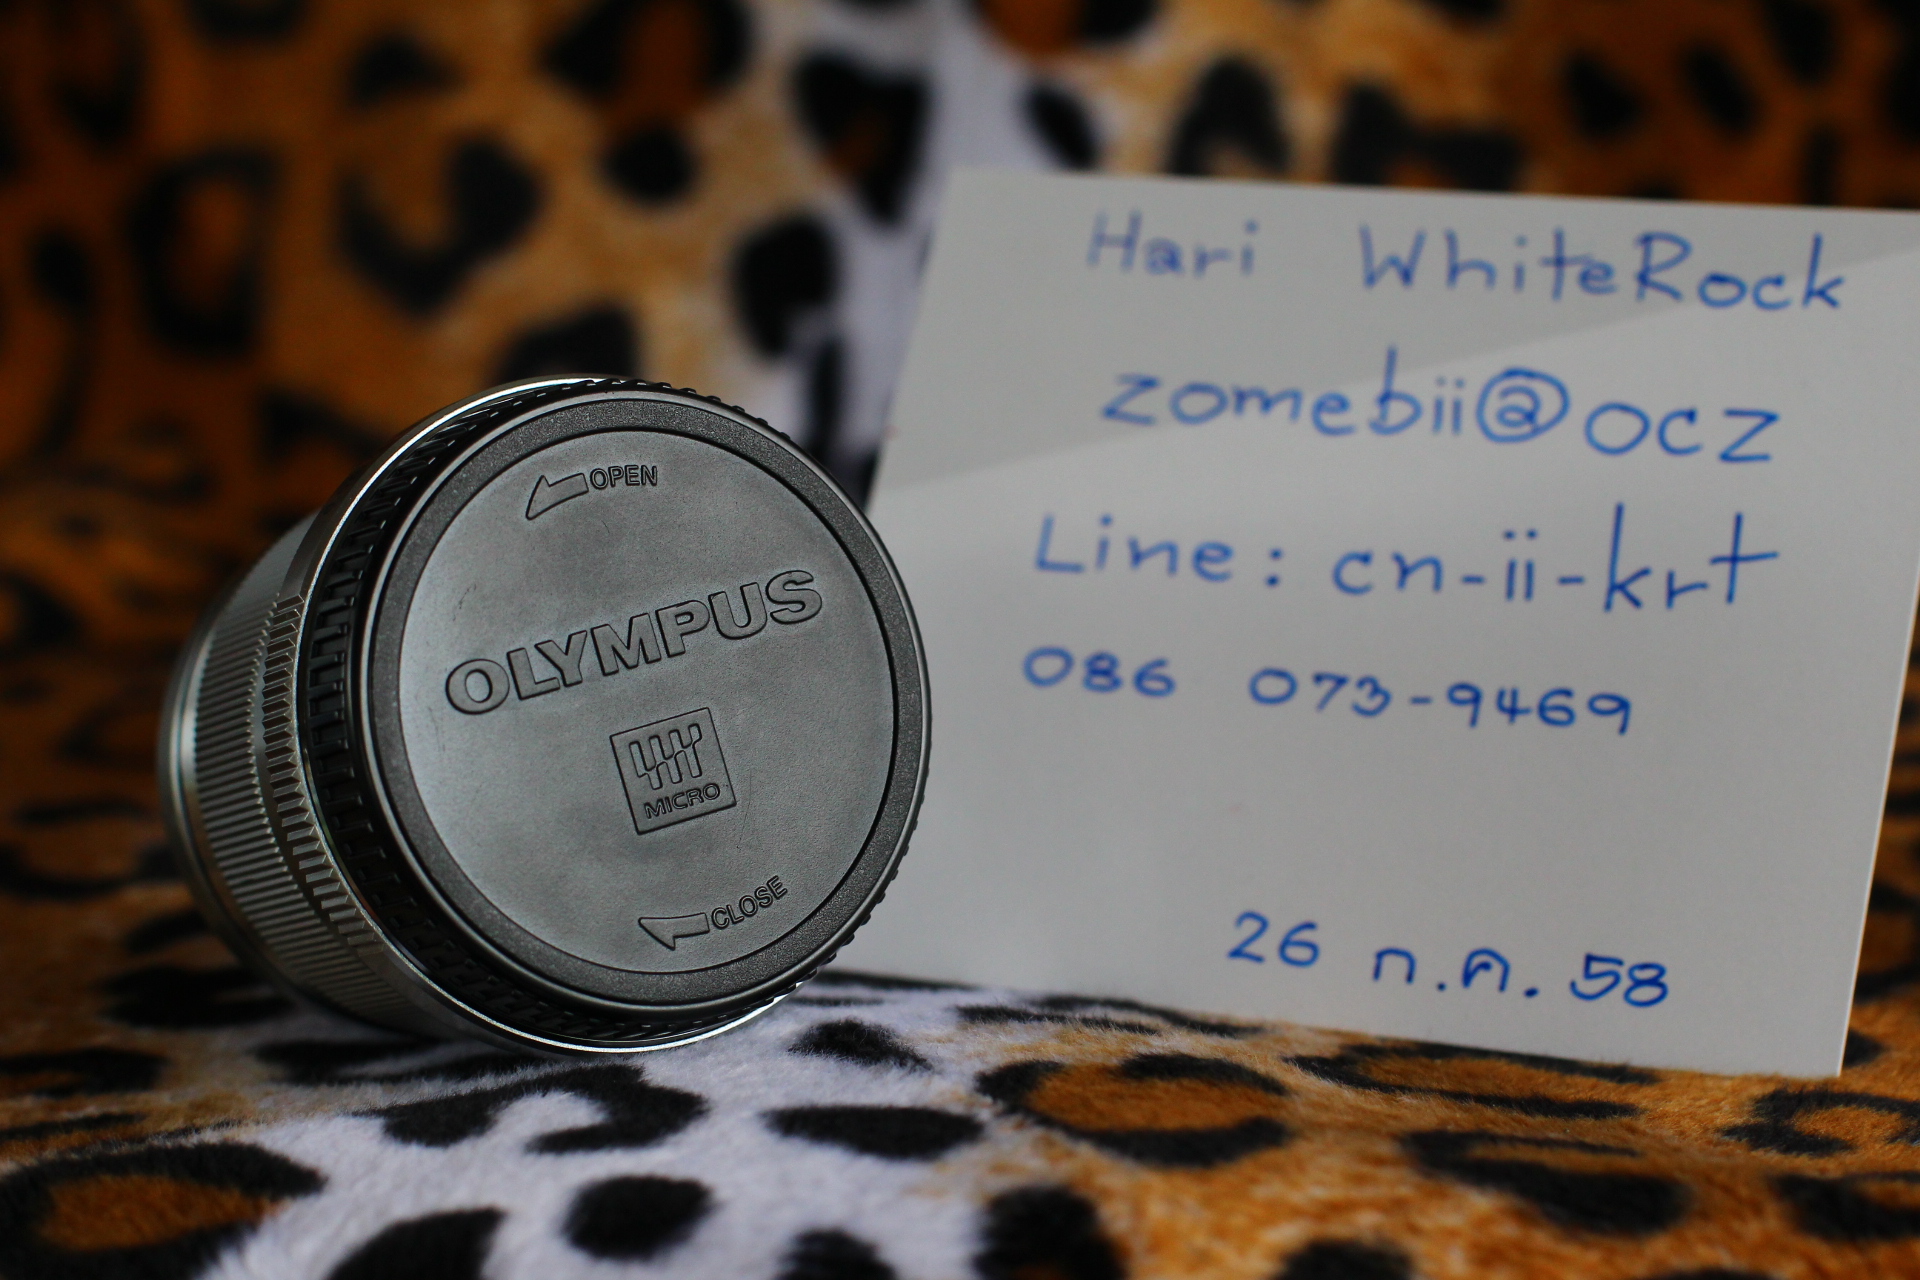 OPEN
OLYMPUS
MICRO
CLOSE
Hari WhiteRock
zomebii@ocz
Line: cn-ii-krt
086 073-9469
26 ก.ค. 58